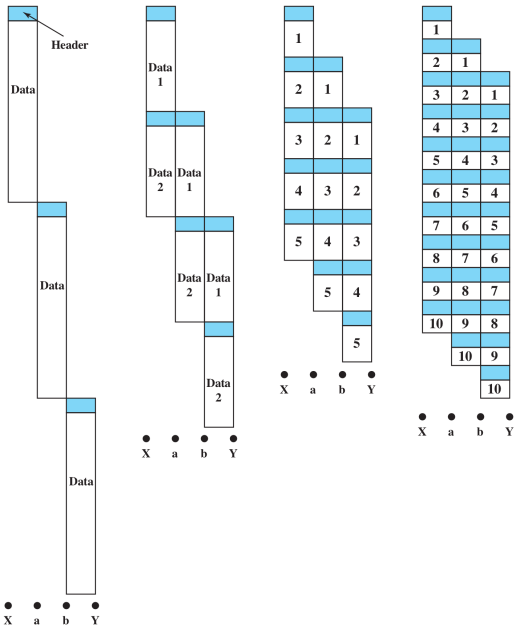 Header
Data
Data
Data
X a b Y
Data
1
Data Data
2 1
Data Data
2 1
Data
2
X a b Y
1
2 1
3 2 1
4 3 2
5 4 3
5 4
5
X a b Y
1
2 1
3 2 1
4 3 2
5 4 3
6 5 4
7 6 5
8 7 6
9 8 7
10 9 8
10 9
10
X a b Y